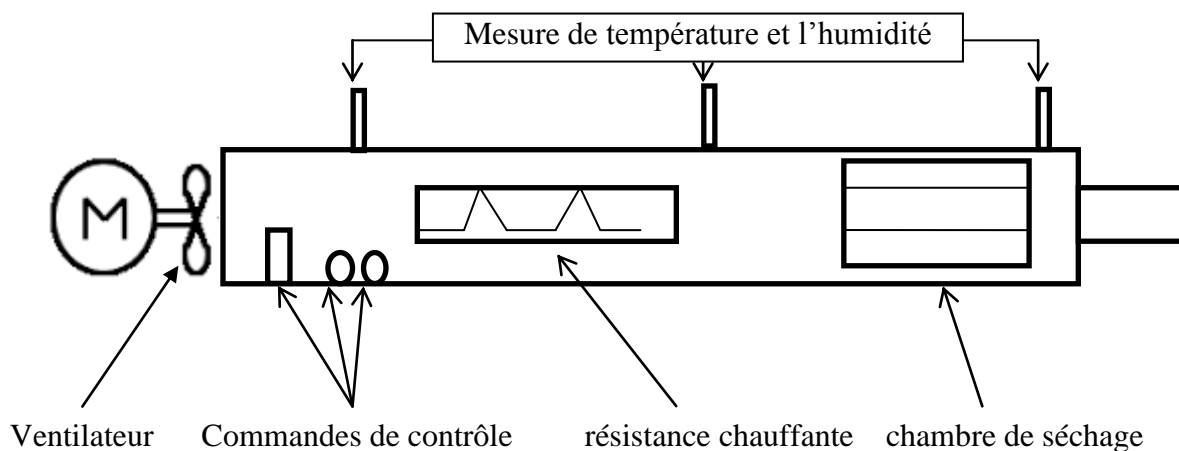 Mesure de température et l’humidité
M
Ventilateur
Commandes de contrôle
résistance chauffante
chambre de séchage